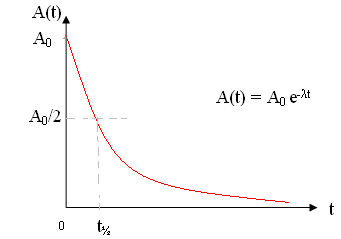 A(t)
A₀
A(t) = A₀ e^-λt
A₀/2
t
0
t½